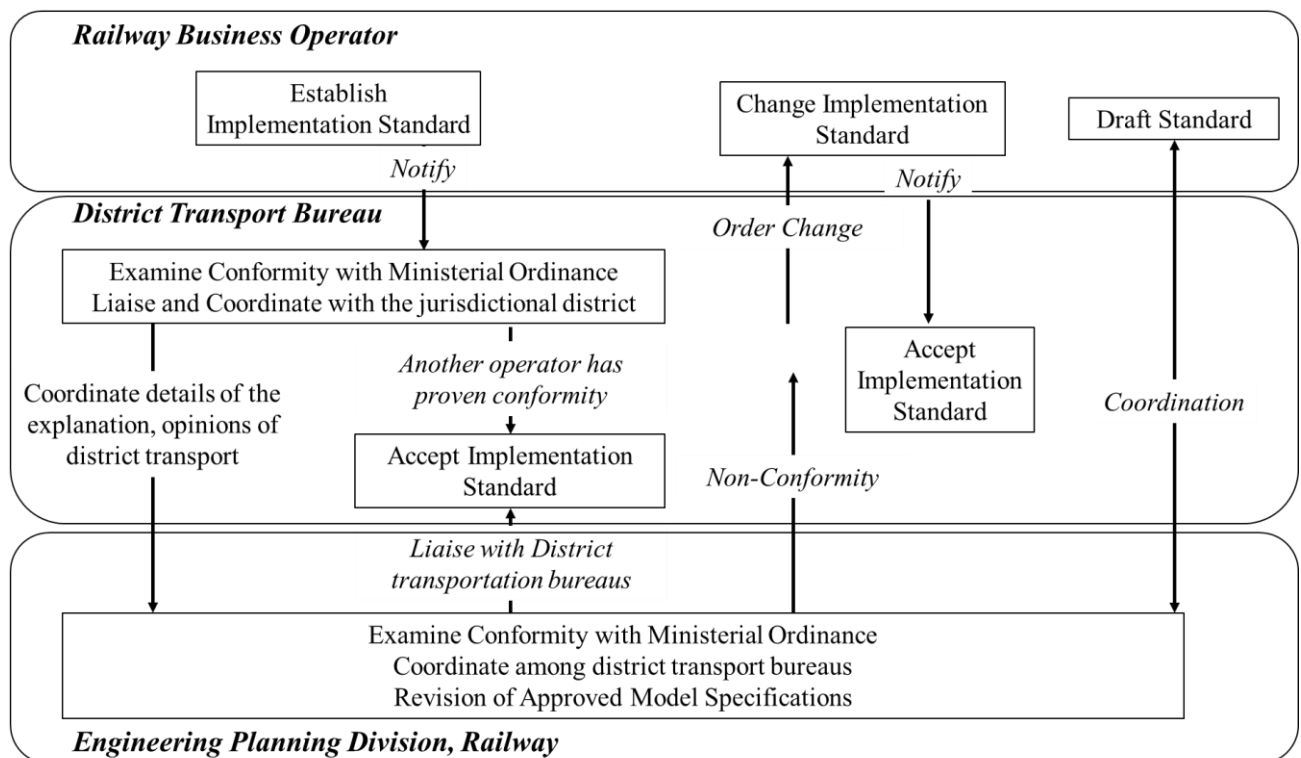 Railway Business Operator
Establish
Implementation Standard
Change Implementation
Standard
Draft Standard
Notify
Notify
District Transport Bureau
Order Change
Examine Conformity with Ministerial Ordinance
Liaise and Coordinate with the jurisdictional district
Another operator has
proven conformity
Accept
Implementation
Standard
Coordinate details of the
explanation, opinions of
district transport
Coordination
Accept Implementation
Standard
Non-Conformity
Liaise with District
transportation bureaus
Examine Conformity with Ministerial Ordinance
Coordinate among district transport bureaus
Revision of Approved Model Specifications
Engineering Planning Division, Railway